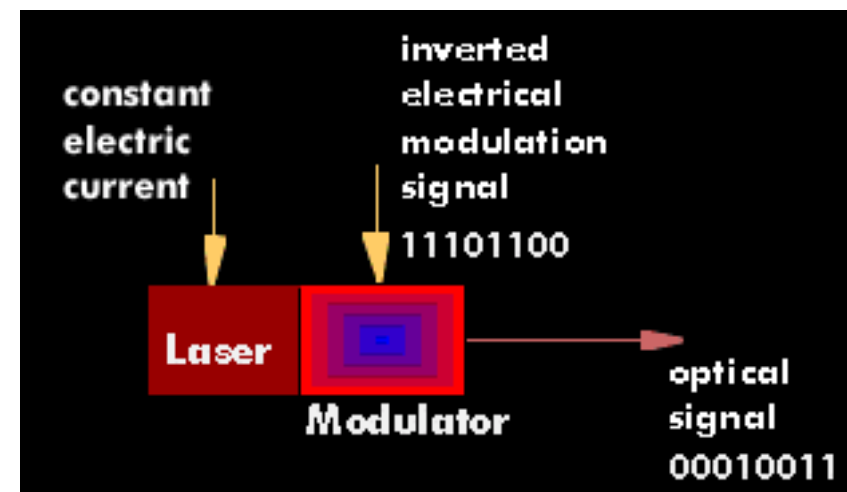 constant
electric
current
inverted
electrical
modulation
signal
11101100
Laser
Modulator
optical
signal
00010011